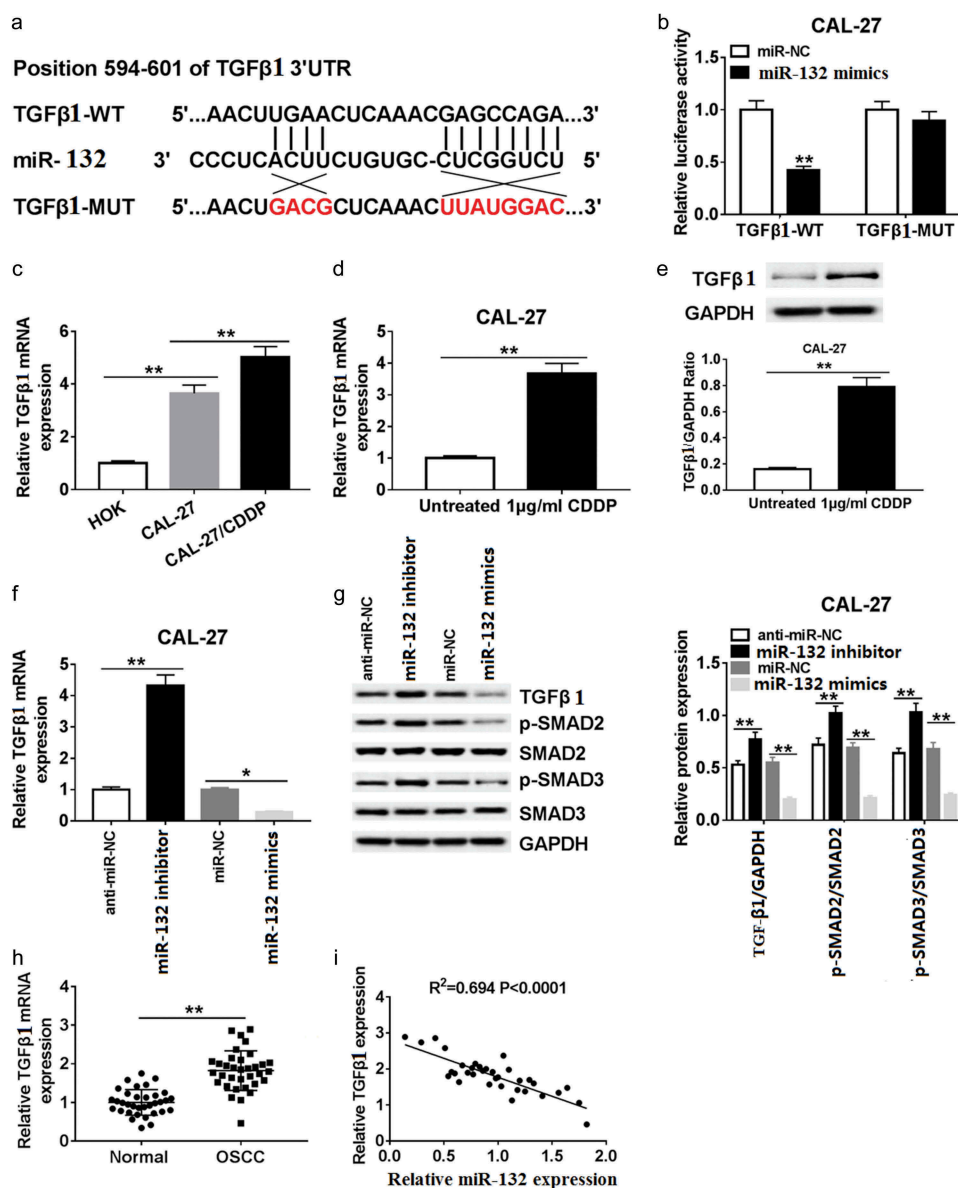 a
Position 594-601 of TGFβ1 3'UTR
TGFβ1-WT 5'...AACUUGAACUCAAACGAGCCAGA...3'
miR- 132 3' CCCUCACUUCUGUGC-CUCGGUCU 5'
TGFβ1-MUT 5'...AACUGACGCUCAAACUUAUGGAC...3'
b
CAL-27
miR-NC
miR-132 mimics
Relative luciferase activity
1.5
1.0
0.5
0.0
**
TGFβ1-WT TGFβ1-MUT
c
Relative TGFβ1 mRNA
expression
6
4
2
0
**
**
HOK
CAL-27
CAL-27/CDDP
d
CAL-27
Relative TGFβ1 mRNA
expression
5
4
3
2
1
0
**
Untreated 1µg/ml CDDP
e
TGFβ1
GAPDH
CAL-27
TGFβ1/GAPDH Ratio
1.0
0.8
0.6
0.4
0.2
0.0
**
Untreated 1µg/ml CDDP
f
CAL-27
Relative TGFβ1 mRNA
expression
5
4
3
2
1
0
**
*
anti-miR-NC
miR-132 inhibitor
miR-NC
miR-132 mimics
g
anti-miR-NC
miR-132 inhibitor
miR-NC
miR-132 mimics
TGFβ 1
p-SMAD2
SMAD2
p-SMAD3
SMAD3
GAPDH
CAL-27
anti-miR-NC
miR-132 inhibitor
miR-NC
miR-132 mimics
Relative protein expression
1.5
1.0
0.5
0.0
**
**
**
**
**
**
TGF-β1/GAPDH
p-SMAD2/SMAD2
p-SMAD3/SMAD3
h
Relative TGFβ1 mRNA
expression
4
3
2
1
0
**
Normal OSCC
i
R2=0.694 P<0.0001
Relative TGFβ1 expression
4
3
2
1
0
0.0 0.5 1.0 1.5 2.0
Relative miR-132 expression